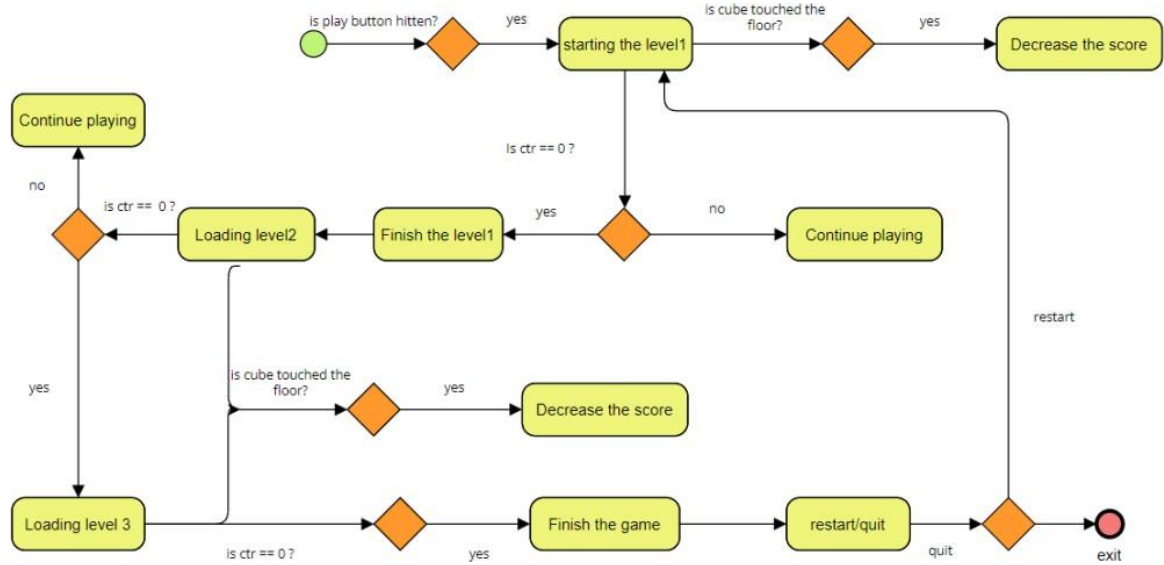 is play button hitten?
yes
starting the level1
is cube touched the
floor?
yes
Decrease the score
Continue playing
no
is ctr == 0 ?
Loading level2
Finish the level1
yes
Is ctr == 0 ?
no
Continue playing
restart
yes
is cube touched the
floor?
yes
Decrease the score
Loading level 3
is ctr == 0 ?
yes
Finish the game
restart/quit
quit
exit